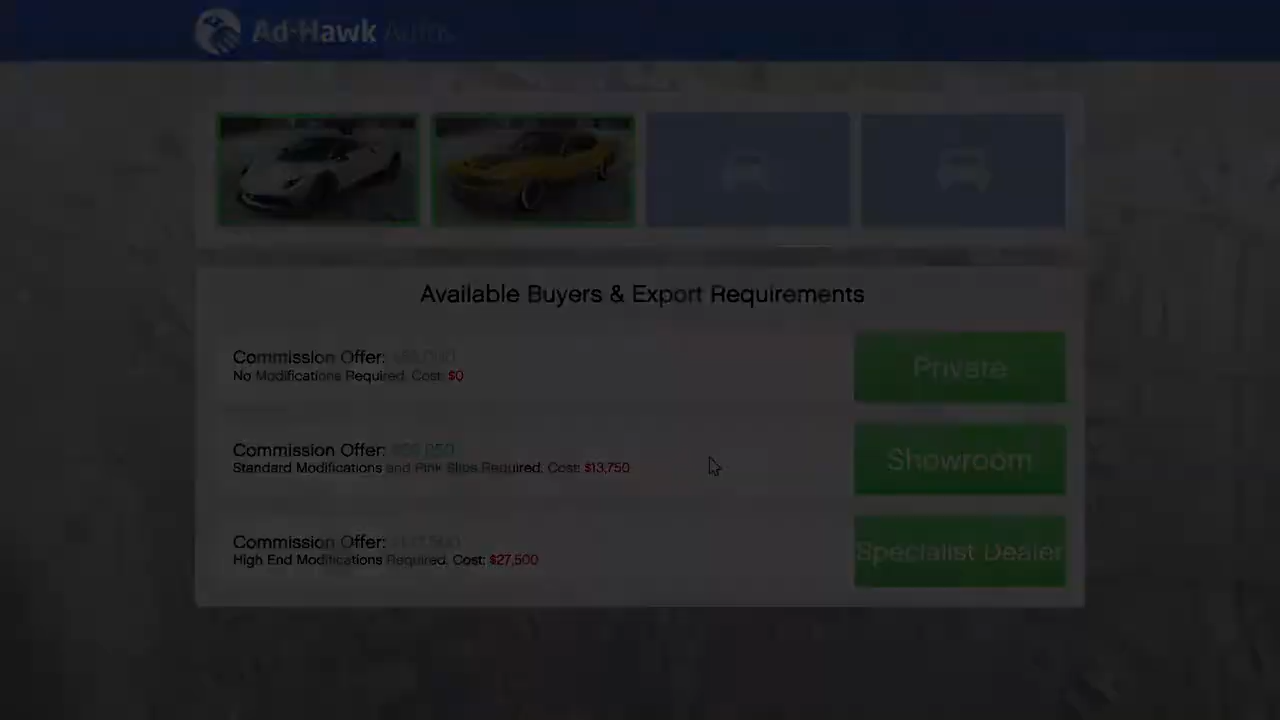 Ad-Hawk Autos
Available Buyers & Export Requirements
Commission Offer:
No Modifications Required. Cost: $0
Private
Commission Offer:
Standard Modifications and Pink Slips Required. Cost: $13,750
Showroom
Commission Offer:
High End Modifications Required. Cost: $27,500
Specialist Dealer